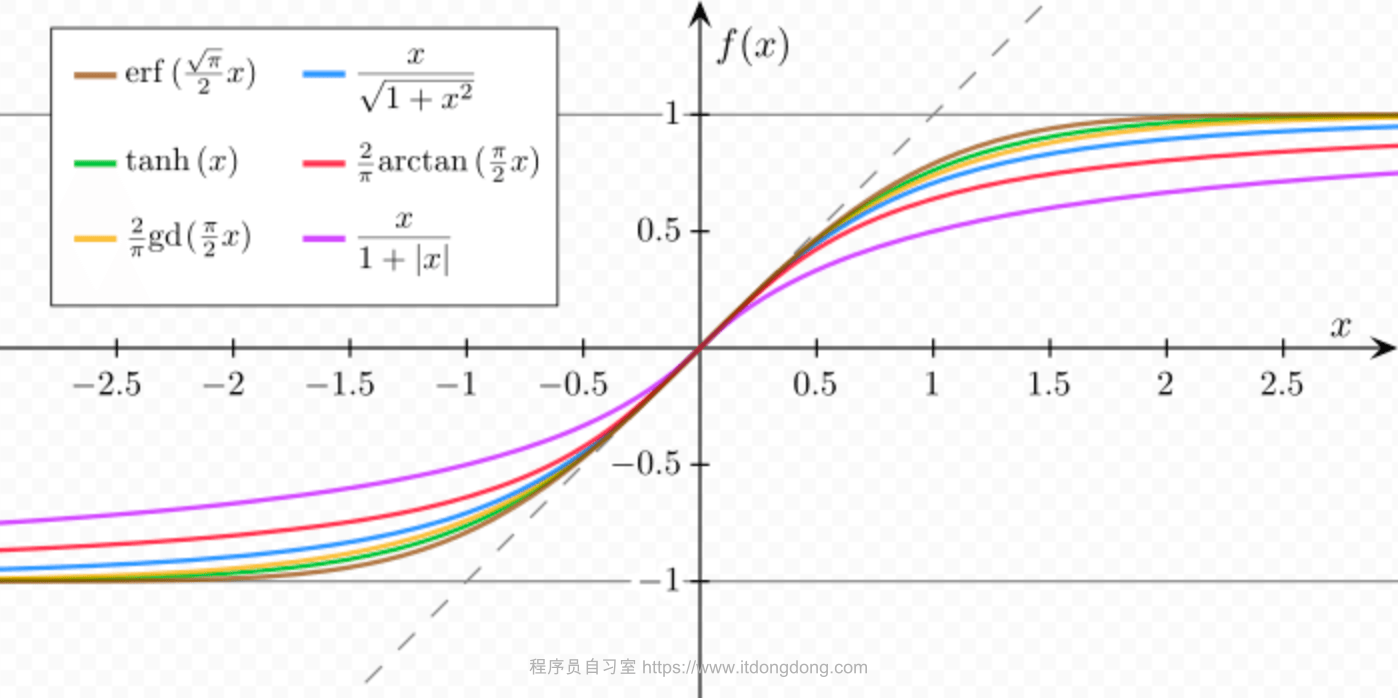 erf (√π/2 x)
x/√(1 + x²)
tanh (x)
2/π arctan (π/2 x)
2/π gd(π/2 x)
x/(1 + |x|)
f(x)
1
0.5
x
−2.5 −2 −1.5 −1 −0.5 0.5 1 1.5 2 2.5
−0.5
−1
程序员自习室 https://www.itdongdong.com